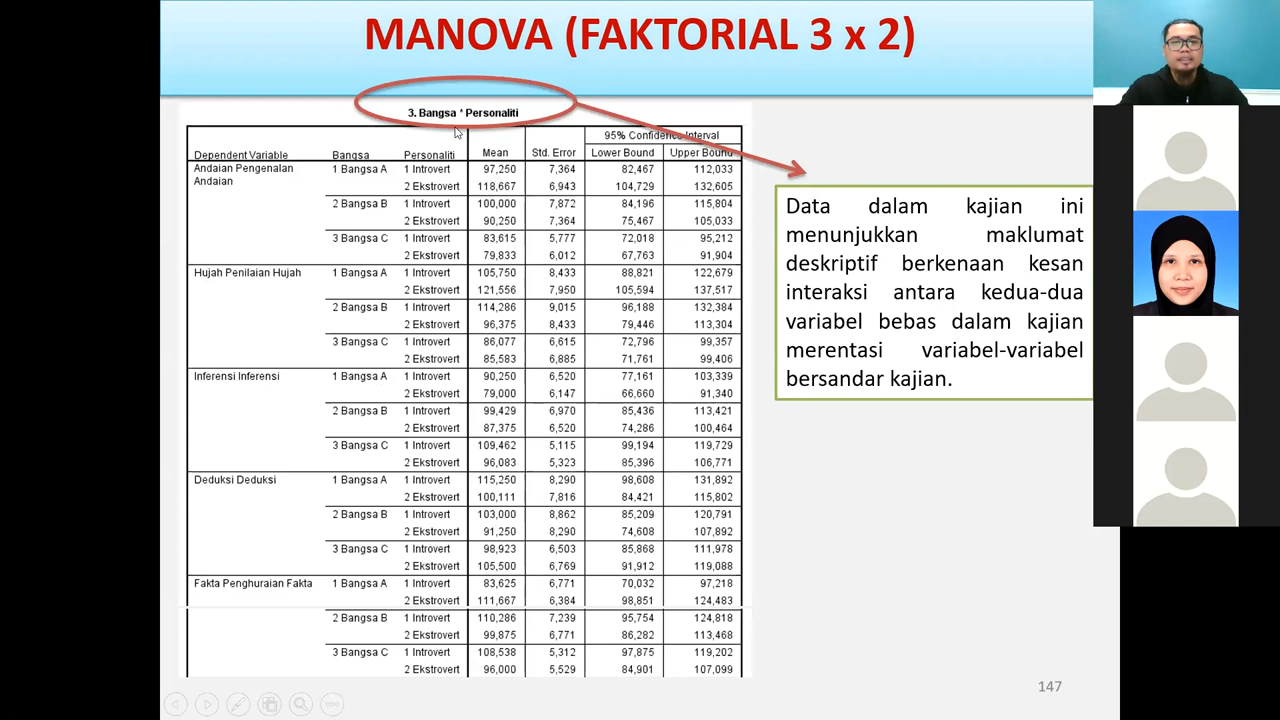 MANOVA (FAKTORIAL 3 x 2)
3. Bangsa * Personaliti
95% Confidence Interval
Dependent Variable Bangsa Personaliti Mean Std. Error Lower Bound Upper Bound
Andaian Pengenalan Andaian 1 Bangsa A 1 Introvert 97,250 7,364 82,467 112,033
2 Ekstrovert 118,667 6,943 104,729 132,605
2 Bangsa B 1 Introvert 100,000 7,872 84,196 115,804
2 Ekstrovert 90,250 7,364 75,467 105,033
3 Bangsa C 1 Introvert 83,615 5,777 72,018 95,212
2 Ekstrovert 79,833 6,012 67,763 91,904
Hujah Penilaian Hujah 1 Bangsa A 1 Introvert 105,750 8,433 88,821 122,679
2 Ekstrovert 121,556 7,950 105,594 137,517
2 Bangsa B 1 Introvert 114,286 9,015 96,188 132,384
2 Ekstrovert 96,375 8,433 79,446 113,304
3 Bangsa C 1 Introvert 86,077 6,615 72,796 99,357
2 Ekstrovert 85,583 6,885 71,761 99,406
Inferensi Inferensi 1 Bangsa A 1 Introvert 90,250 6,520 77,161 103,339
2 Ekstrovert 79,000 6,147 66,660 91,340
2 Bangsa B 1 Introvert 99,429 6,970 85,436 113,421
2 Ekstrovert 87,375 6,520 74,286 100,464
3 Bangsa C 1 Introvert 109,462 5,115 99,194 119,729
2 Ekstrovert 96,083 5,323 85,396 106,771
Deduksi Deduksi 1 Bangsa A 1 Introvert 115,250 8,290 98,608 131,892
2 Ekstrovert 100,111 7,816 84,421 115,802
2 Bangsa B 1 Introvert 103,000 8,862 85,209 120,791
2 Ekstrovert 91,250 8,290 74,608 107,892
3 Bangsa C 1 Introvert 98,923 6,503 85,868 111,978
2 Ekstrovert 105,500 6,769 91,912 119,088
Fakta Penghuraian Fakta 1 Bangsa A 1 Introvert 83,625 6,771 70,032 97,218
2 Ekstrovert 111,667 6,384 98,851 124,483
2 Bangsa B 1 Introvert 110,286 7,239 95,754 124,818
2 Ekstrovert 99,875 6,771 86,282 113,468
3 Bangsa C 1 Introvert 108,538 5,312 97,875 119,202
2 Ekstrovert 96,000 5,529 84,901 107,099
Data dalam kajian ini
menunjukkan maklumat
deskriptif berkenaan kesan
interaksi antara kedua-dua
variabel bebas dalam kajian
merentasi variabel-variabel
bersandar kajian.
147